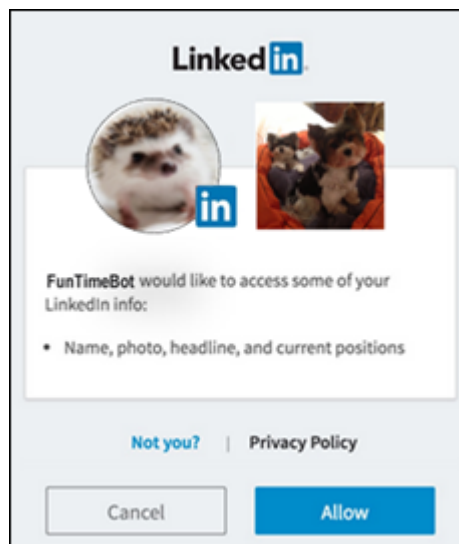 Linked in
in
FunTimeBot would like to access some of your
LinkedIn info:
• Name, photo, headline, and current positions
Not you? | Privacy Policy
Cancel Allow